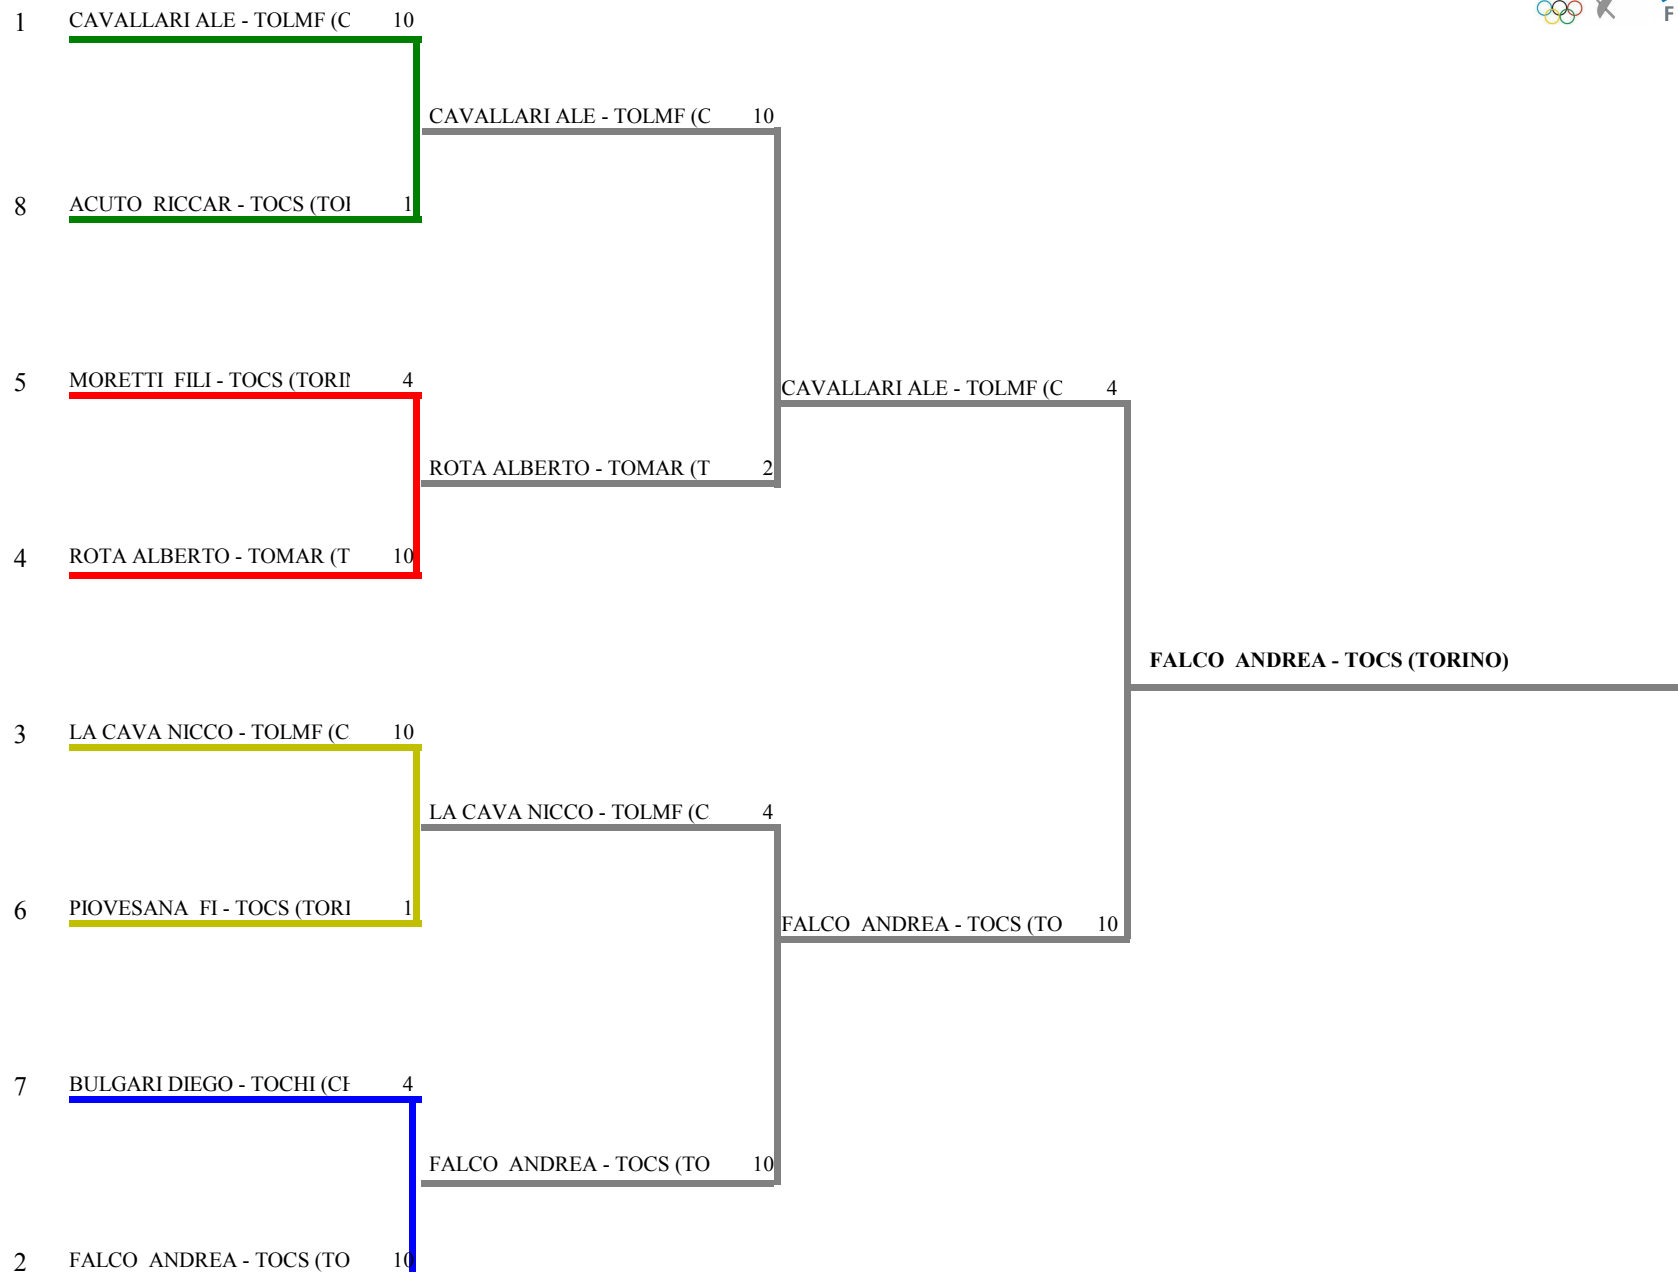 F
1 CAVALLARI ALE - TOLMF (C 10
CAVALLARI ALE - TOLMF (C 10
8 ACUTO RICCAR - TOCS (TOI 1
5 MORETTI FILI - TOCS (TORIN 4
CAVALLARI ALE - TOLMF (C 4
ROTA ALBERTO - TOMAR (T 2
4 ROTA ALBERTO - TOMAR (T 10
FALCO ANDREA - TOCS (TORINO)
3 LA CAVA NICCO - TOLMF (C 10
LA CAVA NICCO - TOLMF (C 4
6 PIOVESANA FI - TOCS (TORI 1
FALCO ANDREA - TOCS (TO 10
7 BULGARI DIEGO - TOCHI (CH 4
FALCO ANDREA - TOCS (TO 10
2 FALCO ANDREA - TOCS (TO 10